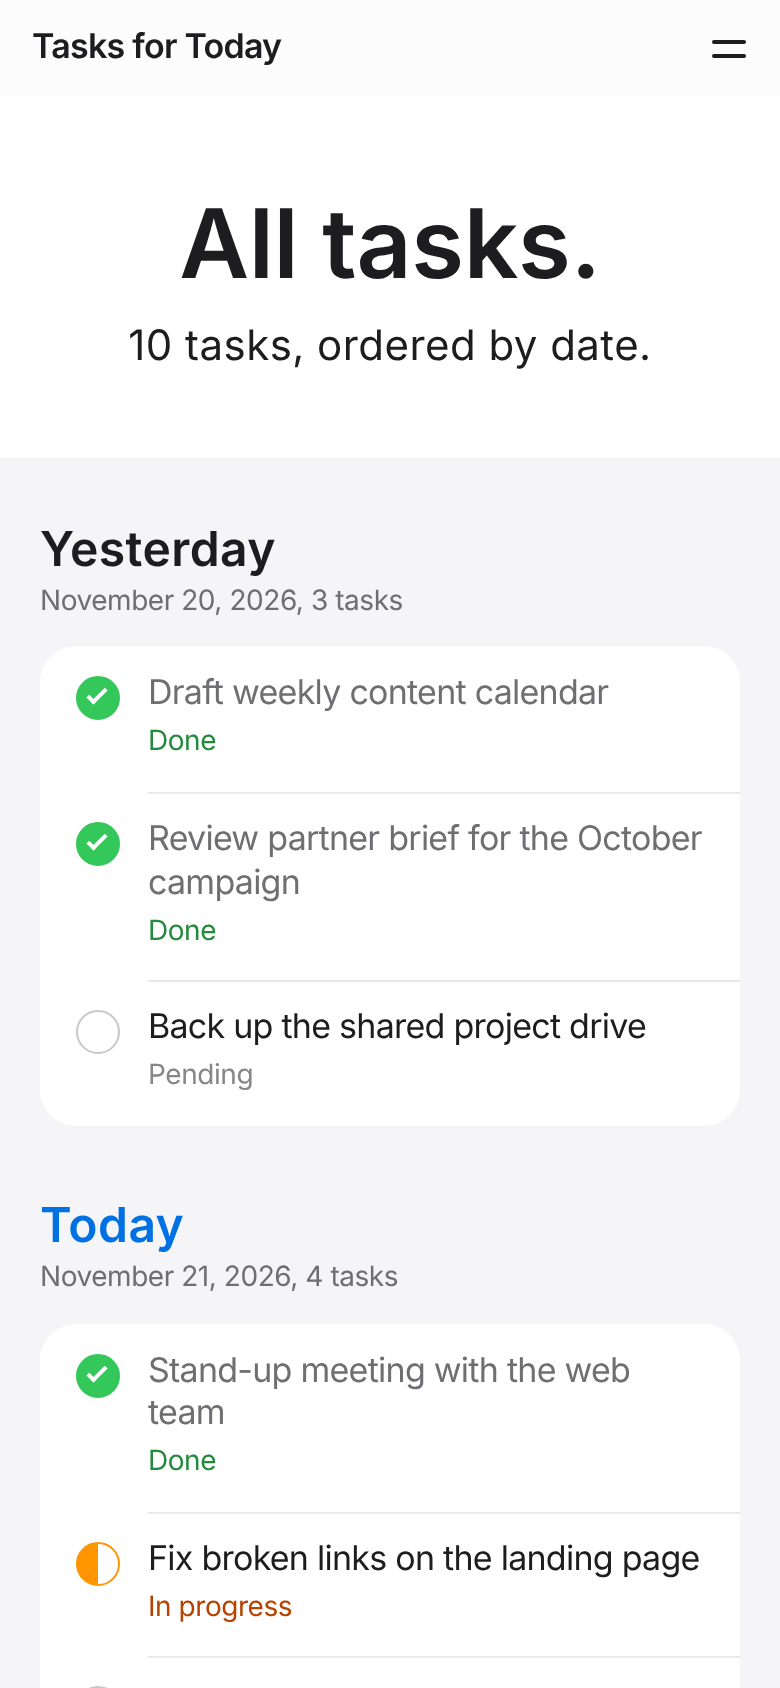 Tasks for Today
All tasks.
10 tasks, ordered by date.
Yesterday
November 20, 2026, 3 tasks
Draft weekly content calendar
Done
Review partner brief for the October
campaign
Done
Back up the shared project drive
Pending
Today
November 21, 2026, 4 tasks
Stand-up meeting with the web
team
Done
Fix broken links on the landing page
In progress